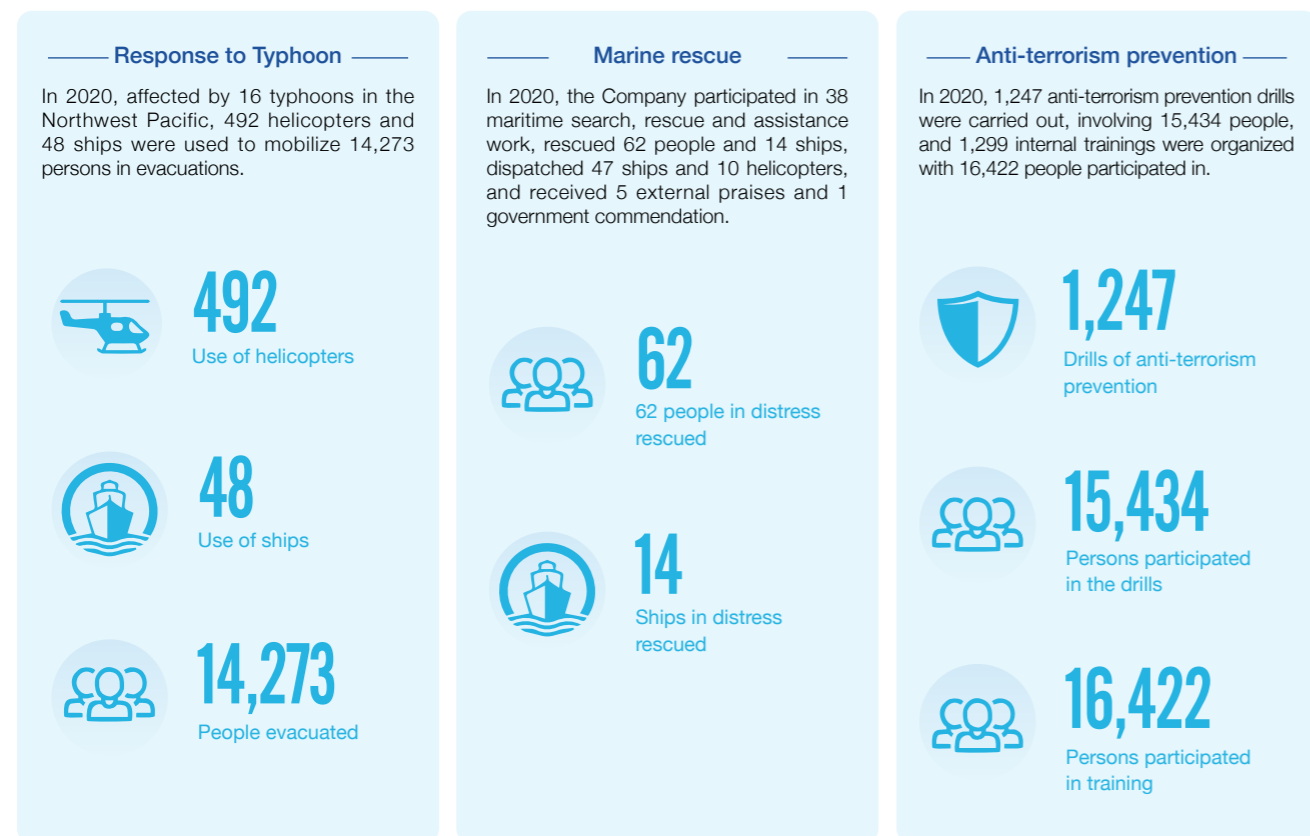 Response to Typhoon
In 2020, affected by 16 typhoons in the
Northwest Pacific, 492 helicopters and
48 ships were used to mobilize 14,273
persons in evacuations.
492
Use of helicopters
48
Use of ships
14,273
People evacuated
Marine rescue
In 2020, the Company participated in 38
maritime search, rescue and assistance
work, rescued 62 people and 14 ships,
dispatched 47 ships and 10 helicopters,
and received 5 external praises and 1
government commendation.
62
62 people in distress
rescued
14
Ships in distress
rescued
Anti-terrorism prevention
In 2020, 1,247 anti-terrorism prevention drills
were carried out, involving 15,434 people,
and 1,299 internal trainings were organized
with 16,422 people participated in.
1,247
Drills of anti-terrorism
prevention
15,434
Persons participated
in the drills
16,422
Persons participated
in training